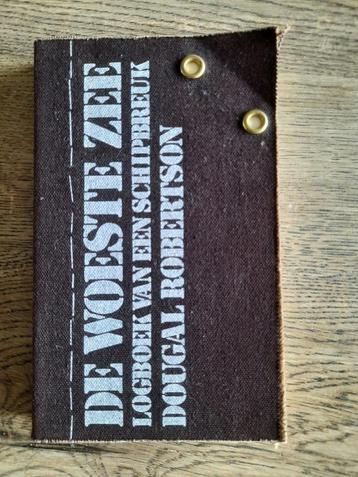 DE WOESTE ZEE
LOGBOEK VAN EEN SCHIPBREUK
DOUGAL ROBERTSON